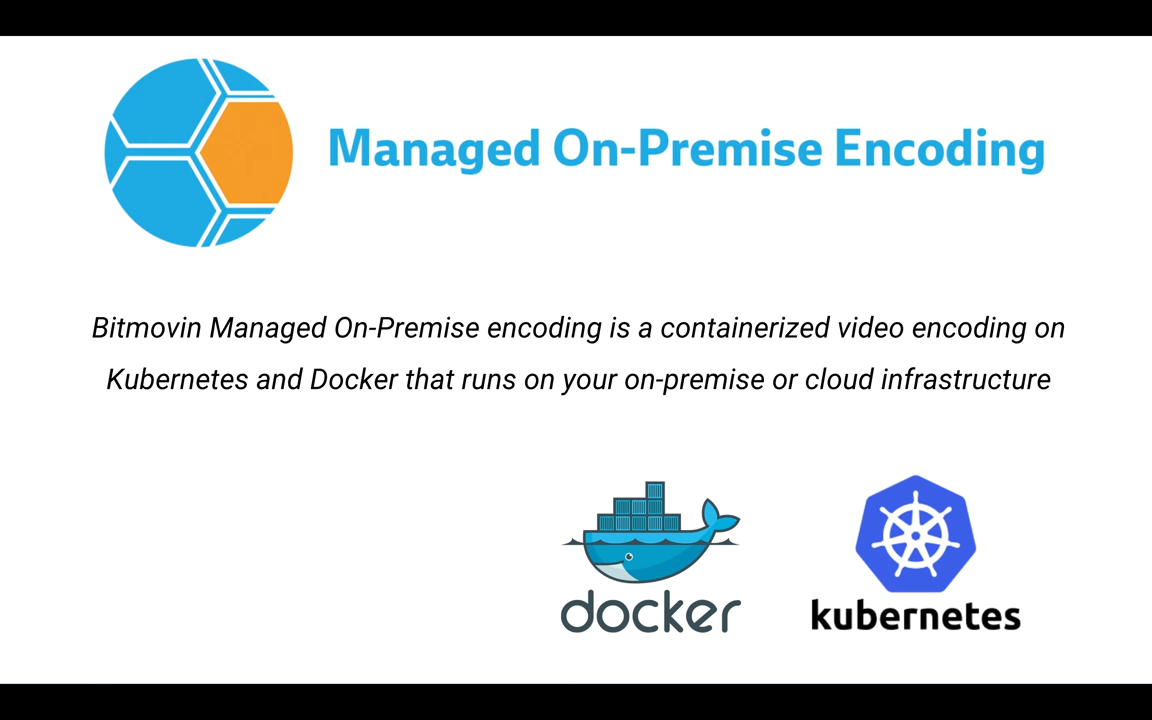 Managed On-Premise Encoding
Bitmovin Managed On-Premise encoding is a containerized video encoding on
Kubernetes and Docker that runs on your on-premise or cloud infrastructure
docker
kubernetes